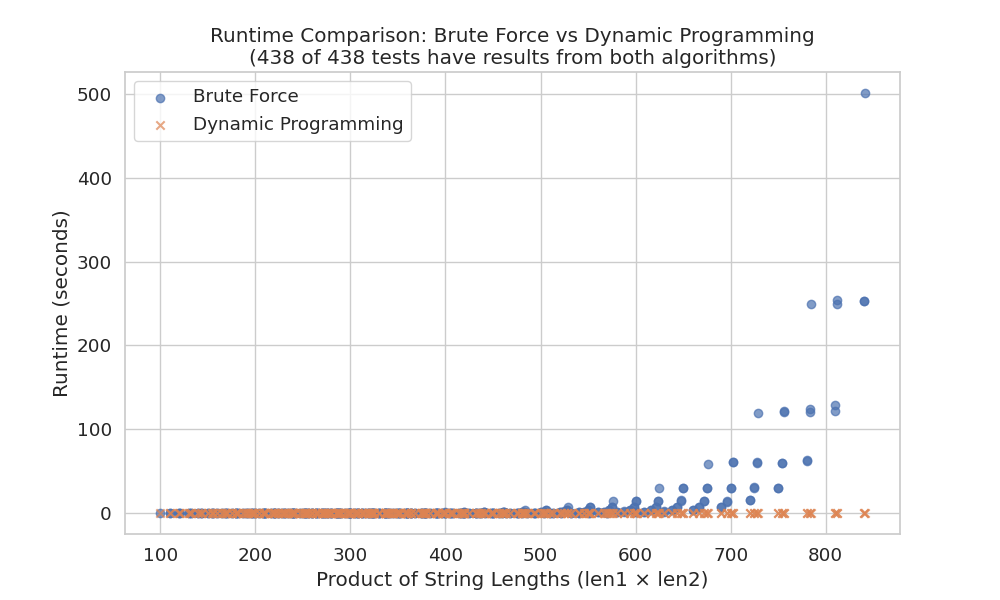 Runtime Comparison: Brute Force vs Dynamic Programming
(438 of 438 tests have results from both algorithms)
Brute Force
Dynamic Programming
Runtime (seconds)
500
400
300
200
100
0
100 200 300 400 500 600 700 800
Product of String Lengths (len1 × len2)